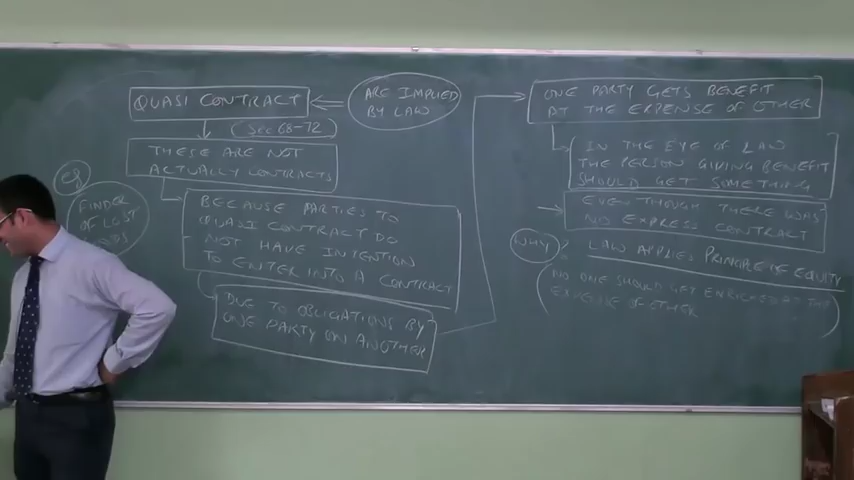 QUASI CONTRACT
ARE IMPLIED
BY LAW
Sec 68-72
THESE ARE NOT
ACTUALLY CONTRACTS
eg
FINDER
OF LOST
GOODS
BECAUSE PARTIES TO
QUASI CONTRACT DO
NOT HAVE INTENTION
TO ENTER INTO A CONTRACT
DUE TO OBLIGATIONS BY
ONE PARTY ON ANOTHER
ONE PARTY GETS BENEFIT
AT THE EXPENSE OF OTHER
IN THE EYE OF LAW
THE PERSON GIVING BENEFIT
SHOULD GET SOMETHING
EVEN THOUGH THERE WAS
NO EXPRESS CONTRACT
WHY
LAW APPLIES PRINCIPLE OF EQUITY
NO ONE SHOULD GET ENRICHED AT THE
EXPENSE OF OTHER